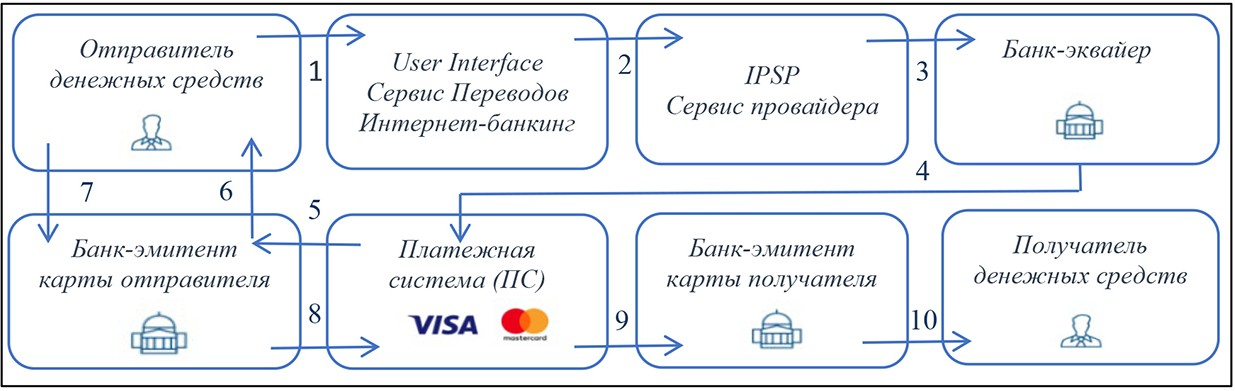 Отправитель
денежных средств
1
User Interface
Сервис Переводов
Интернет-банкинг
2
IPSP
Сервис провайдера
3
Банк-эквайер
4
7
6
5
Банк-эмитент
карты отправителя
8
Платежная
система (ПС)
VISA
mastercard
9
Банк-эмитент
карты получателя
10
Получатель
денежных средств